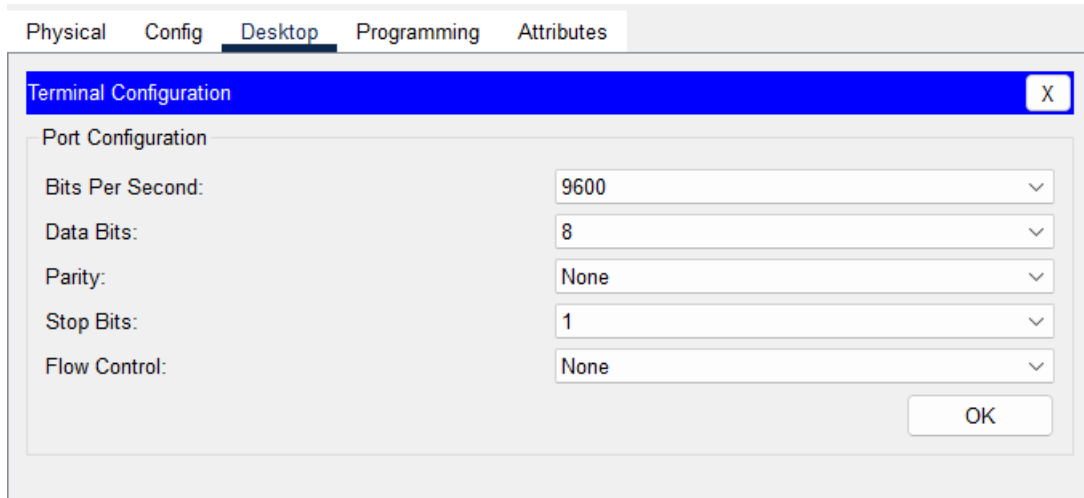 Physical Config Desktop Programming Attributes
Terminal Configuration X
Port Configuration
Bits Per Second: 9600
Data Bits: 8
Parity: None
Stop Bits: 1
Flow Control: None
OK